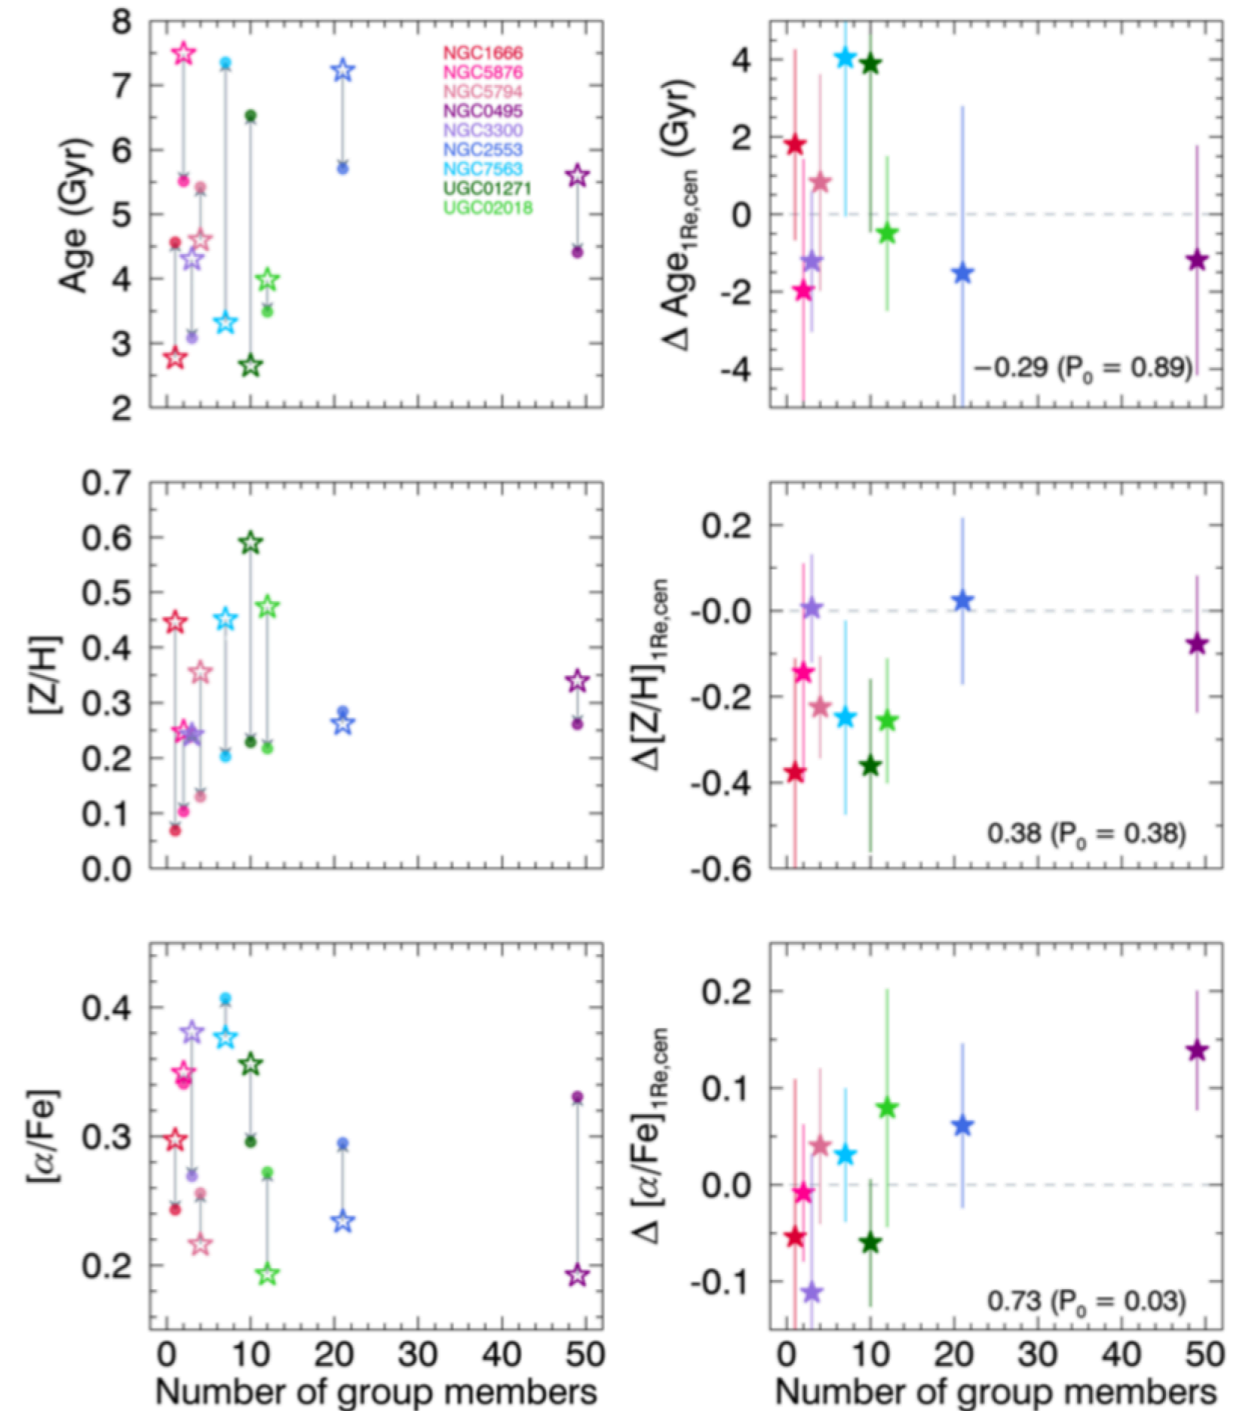 8
7
6
5
4
3
2
Age (Gyr)
NGC1666
NGC5876
NGC5794
NGC0495
NGC3300
NGC2553
NGC7563
UGC01271
UGC02018
4
2
0
-2
-4
Δ Age1Re,cen (Gyr)
−0.29 (P0 = 0.89)
0.7
0.6
0.5
0.4
0.3
0.2
0.1
0.0
[Z/H]
0.2
-0.0
-0.2
-0.4
-0.6
Δ[Z/H]1Re,cen
0.38 (P0 = 0.38)
0.4
0.3
0.2
[α/Fe]
0 10 20 30 40 50
Number of group members
0.2
0.1
0.0
-0.1
Δ [α/Fe]1Re,cen
0.73 (P0 = 0.03)
0 10 20 30 40 50
Number of group members